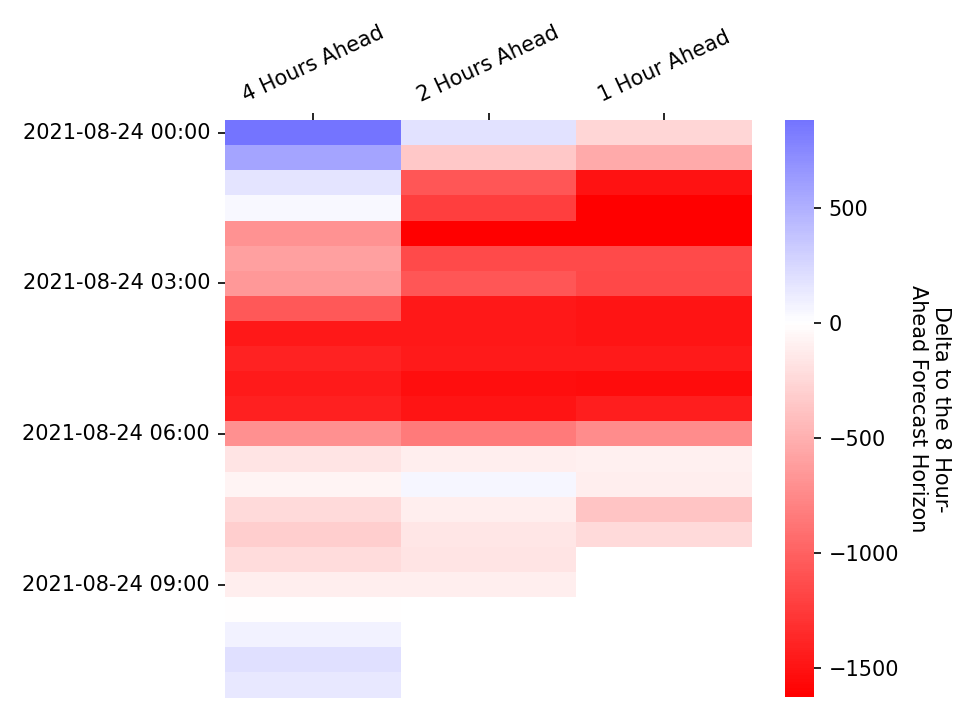 4 Hours Ahead
2 Hours Ahead
1 Hour Ahead
2021-08-24 00:00
2021-08-24 03:00
2021-08-24 06:00
2021-08-24 09:00
500
0
−500
−1000
−1500
Delta to the 8 Hour-
Ahead Forecast Horizon